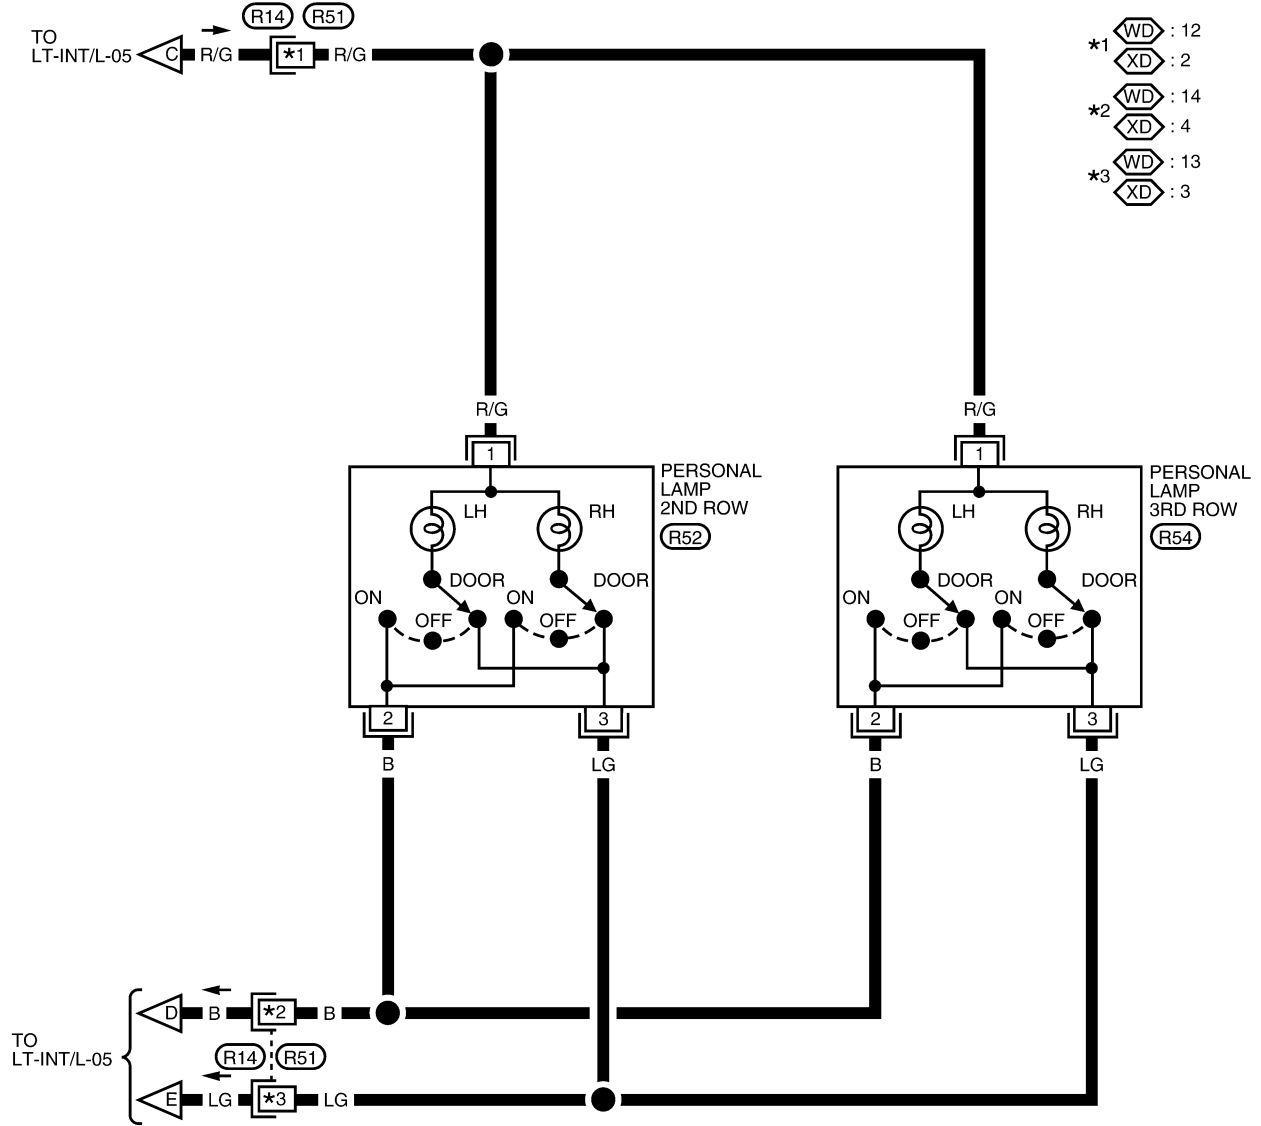 R14 R51
TO
LT-INT/L-05 C R/G *1 R/G
*1 WD : 12
XD : 2
*2 WD : 14
XD : 4
*3 WD : 13
XD : 3
R/G R/G
1 1
PERSONAL
LAMP
2ND ROW
R52
PERSONAL
LAMP
3RD ROW
R54
LH RH LH RH
DOOR DOOR DOOR DOOR
ON ON ON ON
OFF OFF OFF OFF
2 3 2 3
B LG B LG
TO
LT-INT/L-05
D B *2 B
R14 R51
E LG *3 LG